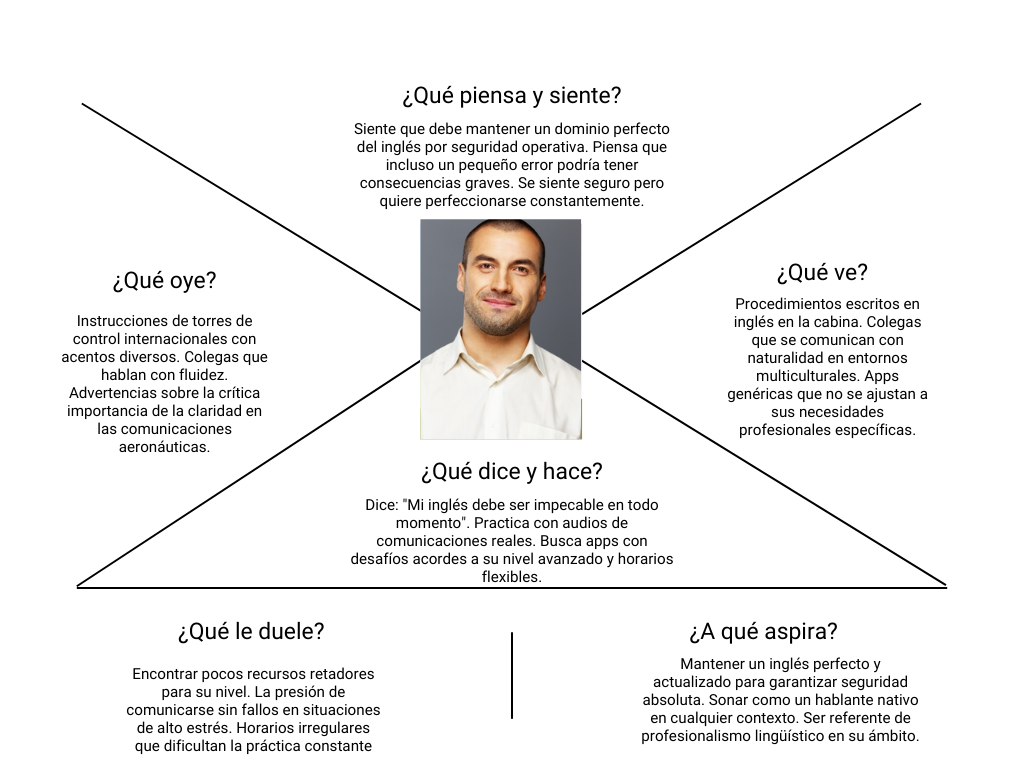 ¿Qué piensa y siente?
Siente que debe mantener un dominio perfecto
del inglés por seguridad operativa. Piensa que
incluso un pequeño error podría tener
consecuencias graves. Se siente seguro pero
quiere perfeccionarse constantemente.
¿Qué oye?
Instrucciones de torres de
control internacionales con
acentos diversos. Colegas que
hablan con fluidez.
Advertencias sobre la crítica
importancia de la claridad en
las comunicaciones
aeronáuticas.
¿Qué ve?
Procedimientos escritos en
inglés en la cabina. Colegas
que se comunican con
naturalidad en entornos
multiculturales. Apps
genéricas que no se ajustan a
sus necesidades
profesionales específicas.
¿Qué dice y hace?
Dice: "Mi inglés debe ser impecable en todo
momento". Practica con audios de
comunicaciones reales. Busca apps con
desafíos acordes a su nivel avanzado y horarios
flexibles.
¿Qué le duele?
Encontrar pocos recursos retadores
para su nivel. La presión de
comunicarse sin fallos en situaciones
de alto estrés. Horarios irregulares
que dificultan la práctica constante
¿A qué aspira?
Mantener un inglés perfecto y
actualizado para garantizar seguridad
absoluta. Sonar como un hablante nativo
en cualquier contexto. Ser referente de
profesionalismo lingüístico en su ámbito.